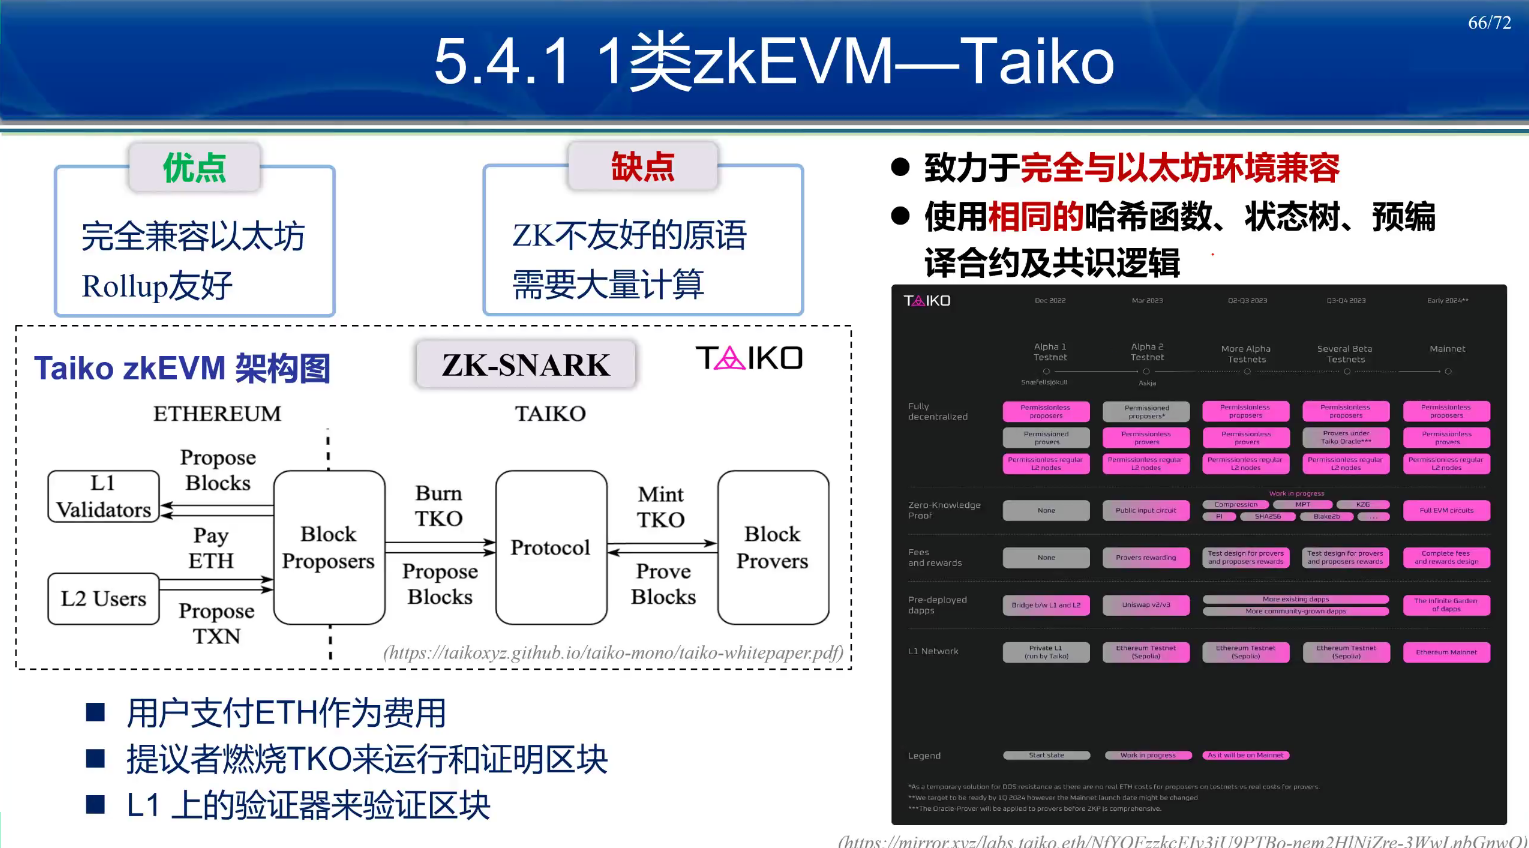 66/72
5.4.1 1类zkEVM—Taiko
优点
完全兼容以太坊
Rollup友好
缺点
ZK不友好的原语
需要大量计算
● 致力于完全与以太坊环境兼容
● 使用相同的哈希函数、状态树、预编
译合约及共识逻辑
Taiko zkEVM 架构图
ZK-SNARK
TAIKO
ETHEREUM
TAIKO
L1
Validators
Propose
Blocks
Pay
ETH
L2 Users
Propose
TXN
Block
Proposers
Burn
TKO
Propose
Blocks
Protocol
Mint
TKO
Prove
Blocks
Block
Provers
(https://taikoxyz.github.io/taiko-mono/taiko-whitepaper.pdf)
■ 用户支付ETH作为费用
■ 提议者燃烧TKO来运行和证明区块
■ L1 上的验证器来验证区块
TAIKO
Dec 2022
Mar 2023
Q2-Q3 2023
Q3-Q4 2023
Early 2024**
Alpha 1
Testnet
Alpha 2
Testnet
More Alpha
Testnets
Several Beta
Testnets
Mainnet
Snæfellsjökull
Askja
Fully
decentralized
Permissionless
proposers
Permissioned
proposers*
Permissionless
proposers
Permissionless
proposers
Permissionless
proposers
Permissioned
provers
Permissionless
provers
Permissionless
provers
Provers under
Taiko Oracle***
Permissionless
provers
Permissionless regular
L2 nodes
Permissionless regular
L2 nodes
Permissionless regular
L2 nodes
Permissionless regular
L2 nodes
Permissionless regular
L2 nodes
Zero-Knowledge
Proof
None
Public input circuit
Work in progress
Compression
MPT
KZG
PI
SHA256
Blake2b
...
Full EVM circuits
Fees
and rewards
None
Provers rewarding
Test design for provers
and proposers rewards
Test design for provers
and proposers rewards
Complete fees
and rewards design
Pre-deployed
dapps
Bridge b/w L1 and L2
Uniswap v2/v3
More existing dapps
More community-grown dapps
The Infinite Garden
of dapps
L1 Network
Private L1
(run by Taiko)
Ethereum Testnet
(Sepolia)
Ethereum Testnet
(Sepolia)
Ethereum Testnet
(Sepolia)
Ethereum Mainnet
Legend
Start state
Work in progress
As it will be on Mainnet
*As a temporary solution for DOS resistance as there are no real ETH costs for proposers on testnets vs real costs for provers.
**We target to be ready by 1Q 2024 however the Mainnet launch date might be changed
***The Oracle-Prover will be applied to provers before ZKP is comprehensive.